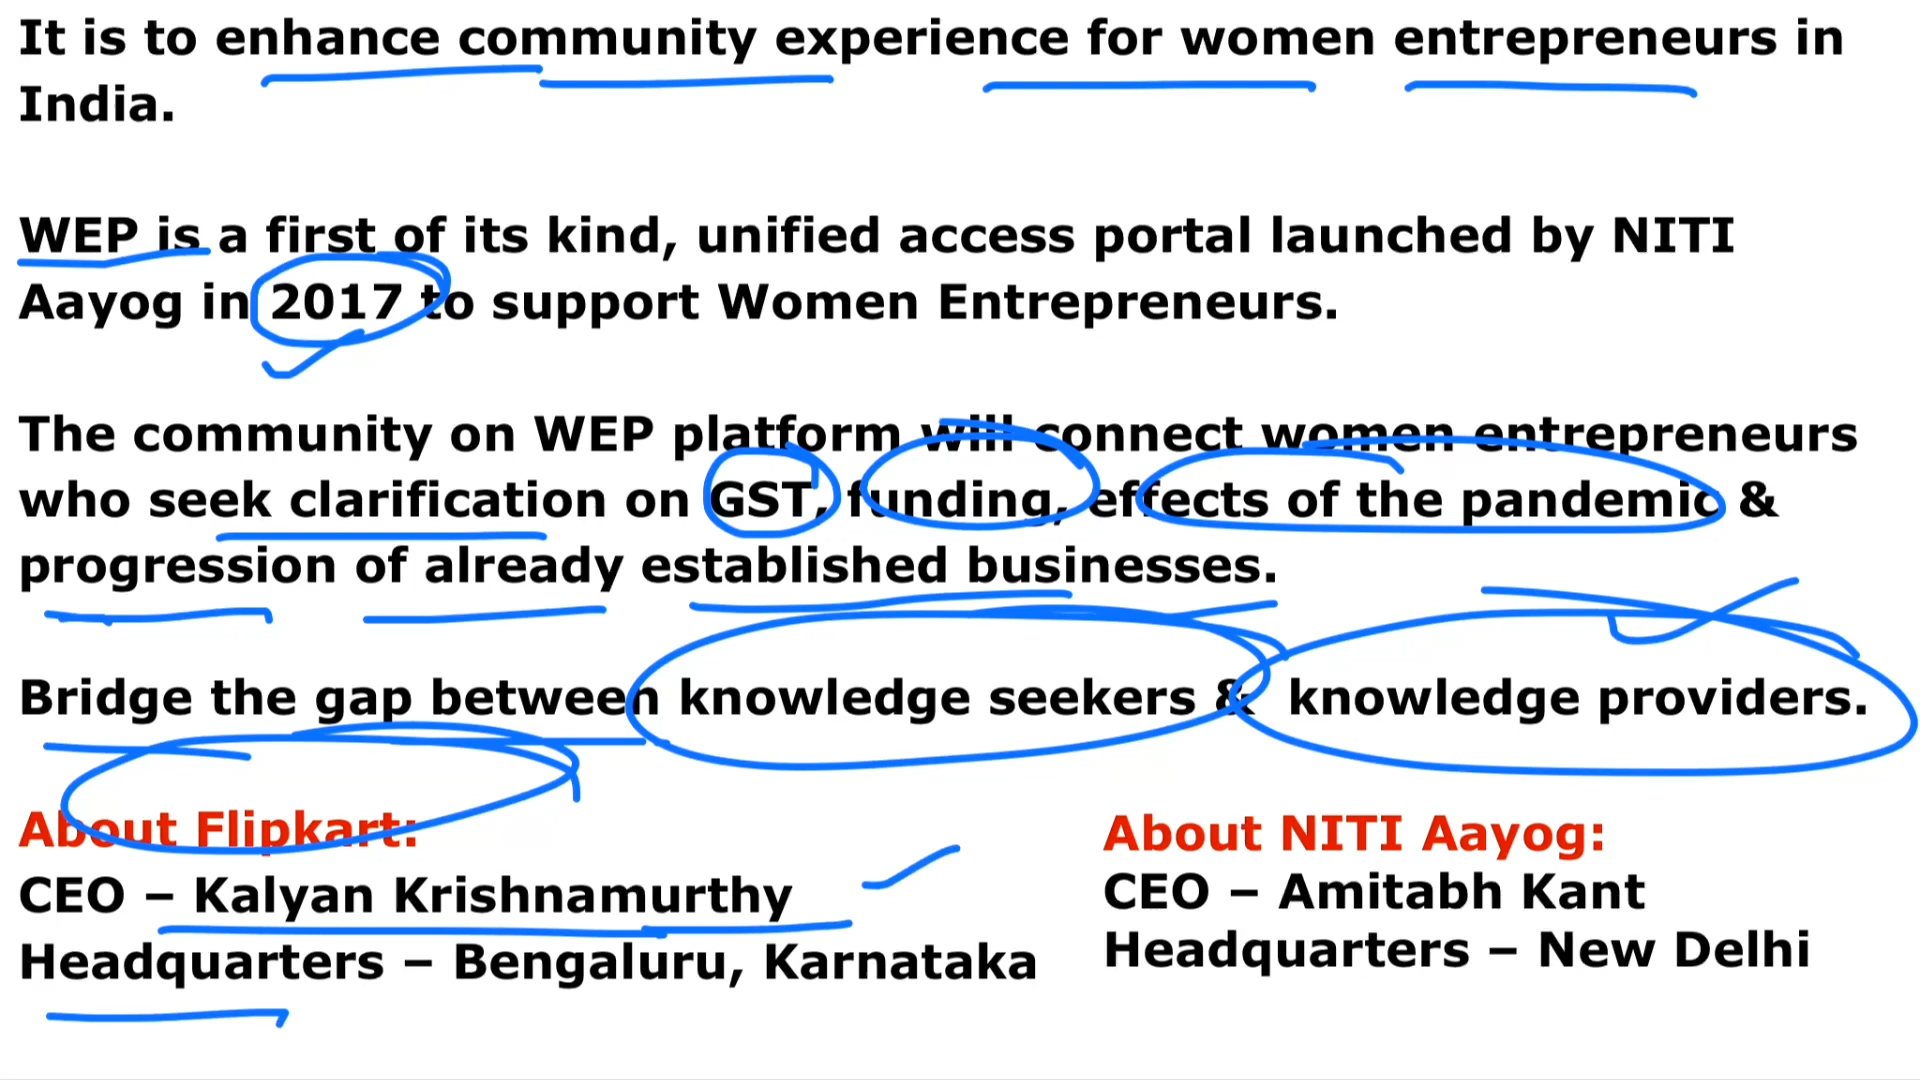 It is to enhance community experience for women entrepreneurs in
India.
WEP is a first of its kind, unified access portal launched by NITI
Aayog in 2017 to support Women Entrepreneurs.
The community on WEP platform will connect women entrepreneurs
who seek clarification on GST, funding, effects of the pandemic &
progression of already established businesses.
Bridge the gap between knowledge seekers & knowledge providers.
About Flipkart:
CEO – Kalyan Krishnamurthy
Headquarters – Bengaluru, Karnataka
About NITI Aayog:
CEO – Amitabh Kant
Headquarters – New Delhi